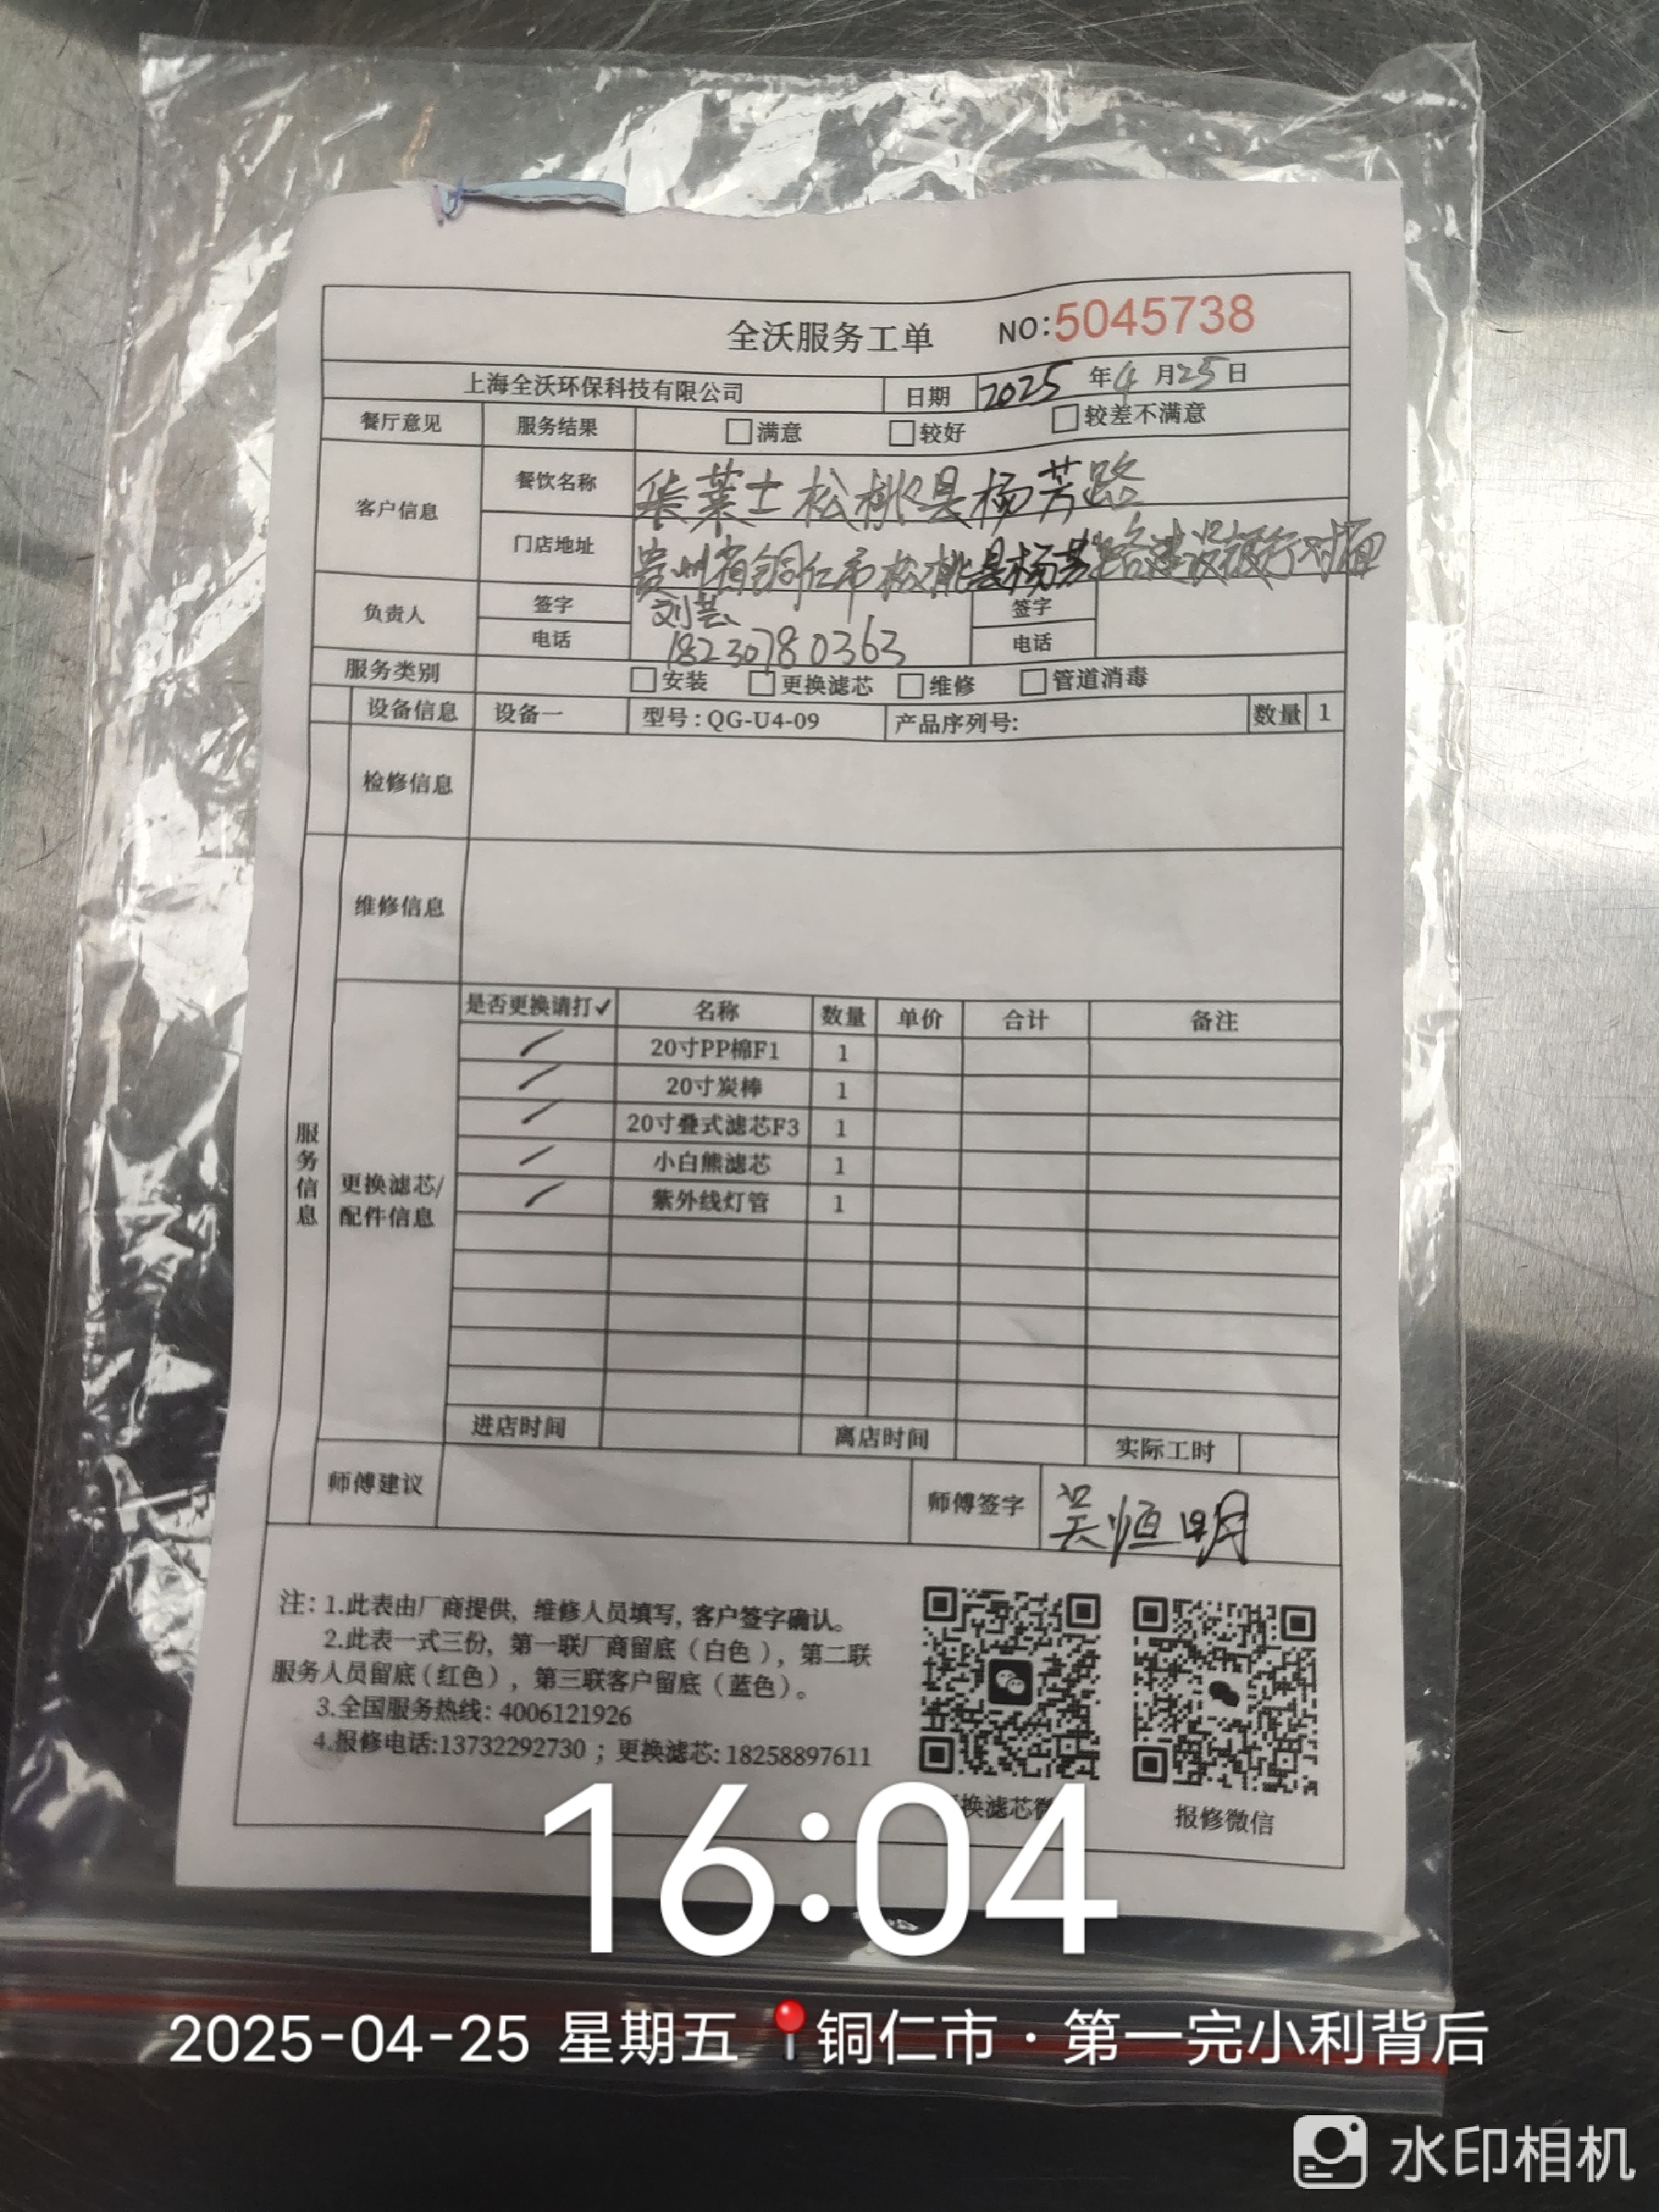 全沃服务工单 NO:5045738
上海全沃环保科技有限公司 日期 2025 年 4 月 25 日
餐厅意见 服务结果 满意 较好 较差不满意
客户信息 餐饮名称 华莱士松桃县杨芳路
门店地址 贵州省铜仁市松桃县杨芳路建设银行对面
负责人 签字 刘芸 签字
电话 18230780363 电话
服务类别 安装 更换滤芯 维修 管道消毒
设备信息 设备一 型号:QG-U4-09 产品序列号: 数量 1
检修信息
维修信息
服务信息
更换滤芯/配件信息
是否更换请打✓ 名称 数量 单价 合计 备注
20寸PP棉F1 1
20寸炭棒 1
20寸叠式滤芯F3 1
小白熊滤芯 1
紫外线灯管 1
进店时间 离店时间 实际工时
师傅建议 师傅签字 吴恒明
注:1.此表由厂商提供,维修人员填写,客户签字确认。
2.此表一式三份,第一联厂商留底(白色),第二联
服务人员留底(红色),第三联客户留底(蓝色)。
3.全国服务热线:4006121926
4.报修电话:13732292730;更换滤芯:18258897611
换滤芯微
报修微信
16:04
2025-04-25 星期五 铜仁市·第一完小利背后
水印相机